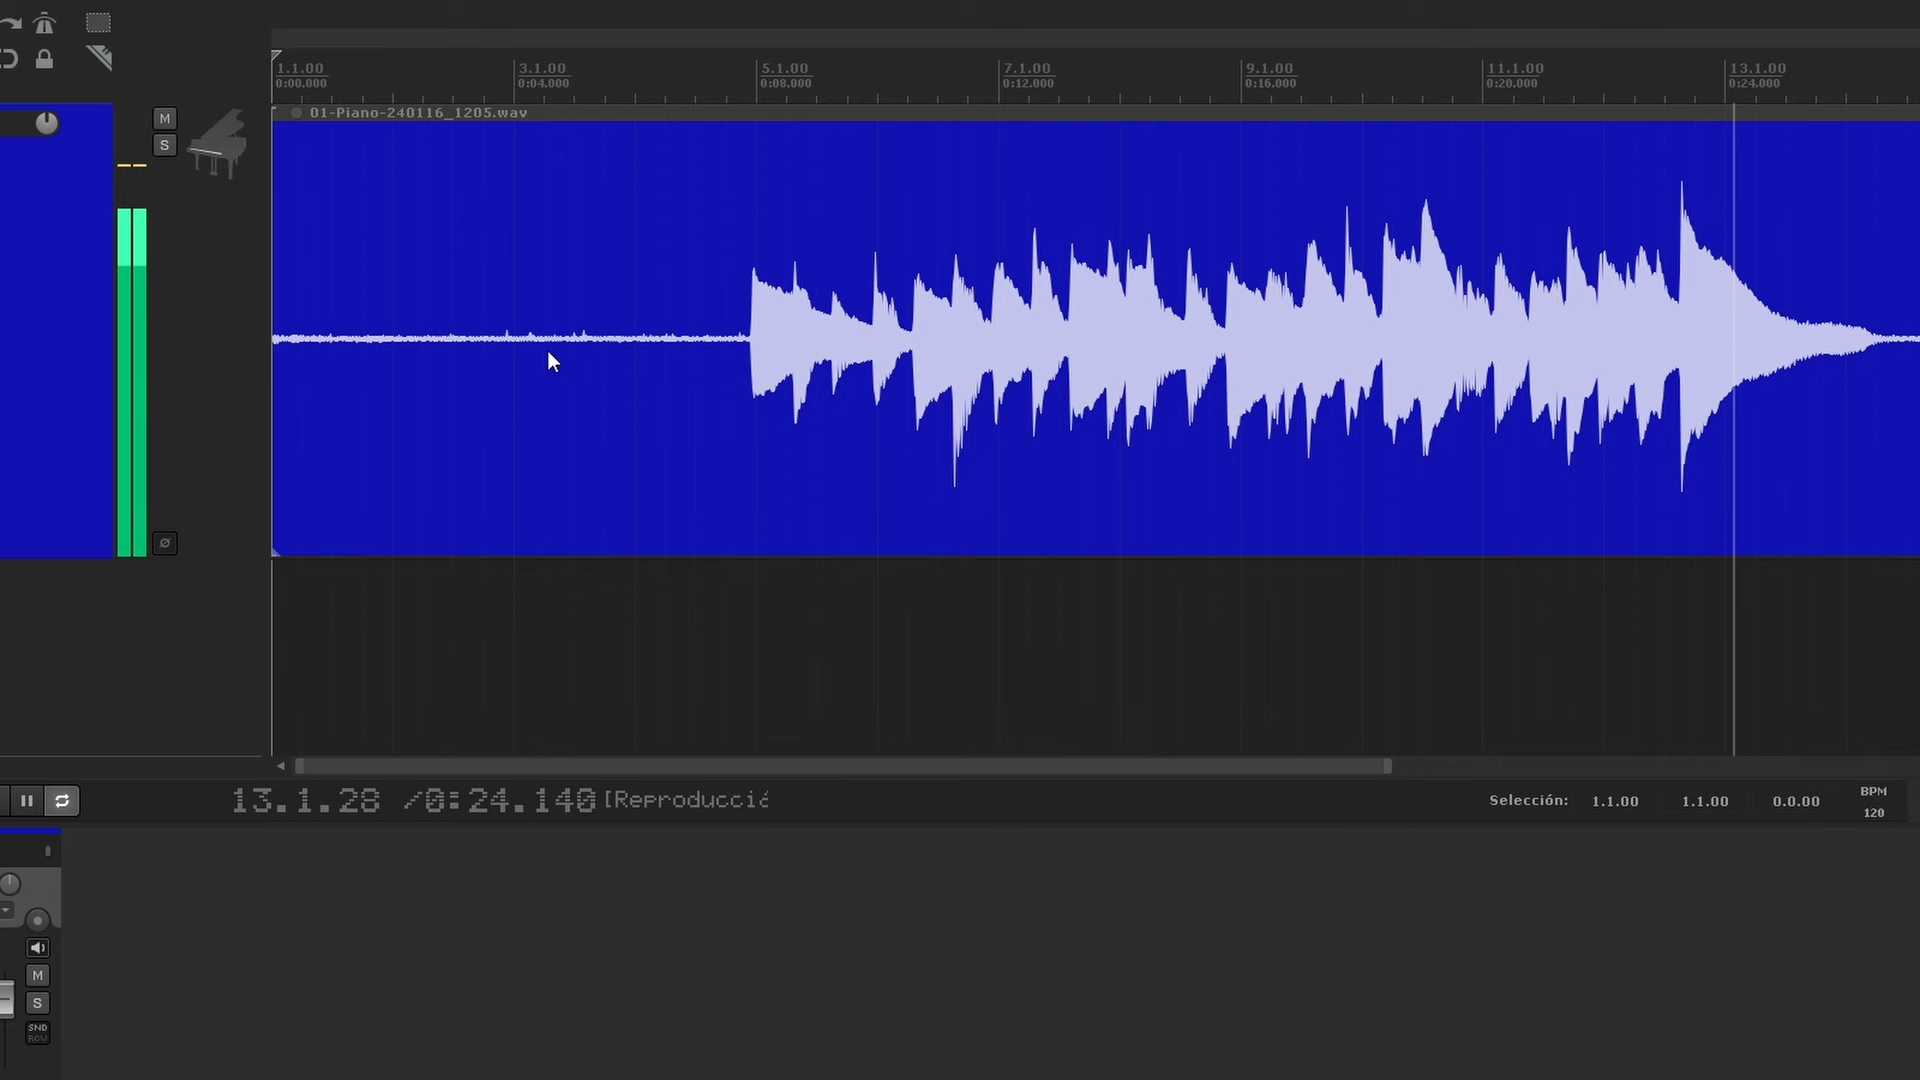 1.1.00 3.1.00 5.1.00 7.1.00 9.1.00 11.1.00 13.1.00
0:00.000 0:04.000 0:08.000 0:12.000 0:16.000 0:20.000 0:24.000
01-Piano-240116_1205.wav
M
S
ø
13.1.28 /0:24.140 [Reproducció
Selección: 1.1.00 1.1.00 0.0.00
BPM
120
M
S
SND
RCV